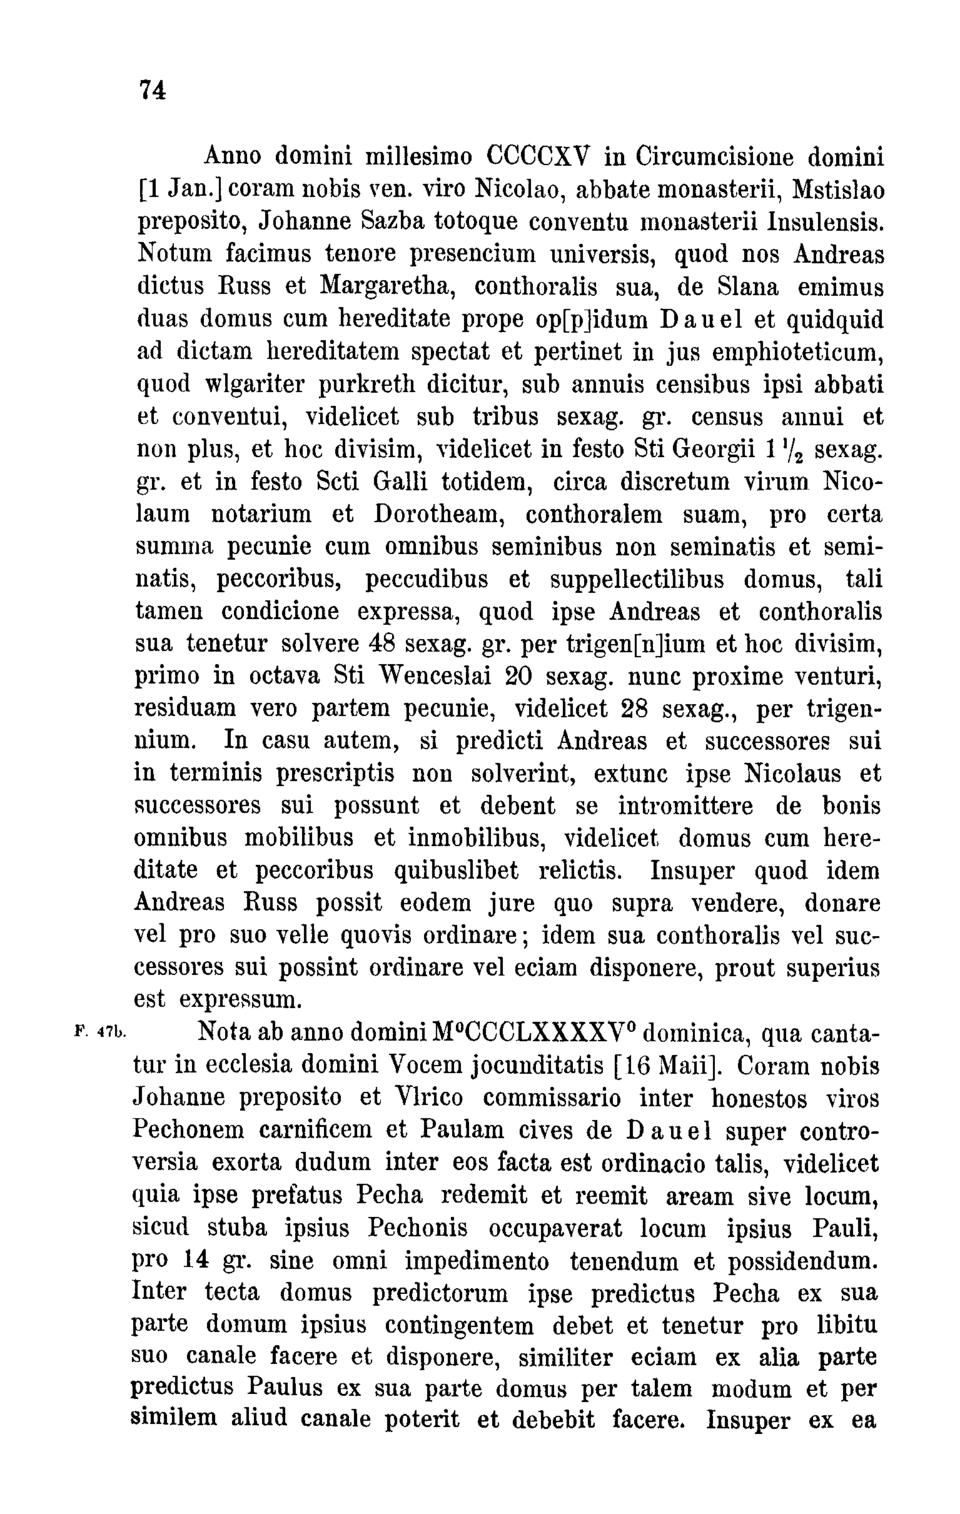 74
Anno domini millesimo CCCCXV in Circumcisione domini
[1 Jan.] coram nobis ven. viro Nicolao, abbate monasterii, Mstislao
preposito, Johanne Sazba totoque conventu monasterii Insulensis.
Notum facimus tenore presencium universis, quod nos Andreas
dictus Russ et Margaretha, conthoralis sua, de Slana emimus
duas domus cum hereditate prope op[p]idum Dauel et quidquid
ad dictam hereditatem spectat et pertinet in jus emphioteticum,
quod wlgariter purkreth dicitur, sub annuis censibus ipsi abbati
et conventui, videlicet sub tribus sexag. gr. census annui et
non plus, et hoc divisim, videlicet in festo Sti Georgii 1 1/2 sexag.
gr. et in festo Scti Galli totidem, circa discretum virum Nico-
laum notarium et Dorotheam, conthoralem suam, pro certa
summa pecunie cum omnibus seminibus non seminatis et semi-
natis, peccoribus, peccudibus et suppellectilibus domus, tali
tamen condicione expressa, quod ipse Andreas et conthoralis
sua tenetur solvere 48 sexag. gr. per trigen[n]ium et hoc divisim,
primo in octava Sti Wenceslai 20 sexag. nunc proxime venturi,
residuam vero partem pecunie, videlicet 28 sexag., per trigen-
nium. In casu autem, si predicti Andreas et successores sui
in terminis prescriptis non solverint, extunc ipse Nicolaus et
successores sui possunt et debent se intromittere de bonis
omnibus mobilibus et inmobilibus, videlicet domus cum here-
ditate et peccoribus quibuslibet relictis. Insuper quod idem
Andreas Russ possit eodem jure quo supra vendere, donare
vel pro suo velle quovis ordinare; idem sua conthoralis vel suc-
cessores sui possint ordinare vel eciam disponere, prout superius
est expressum.
F. 47b. Nota ab anno domini MºCCCLXXXXVº dominica, qua canta-
tur in ecclesia domini Vocem jocunditatis [16 Maii]. Coram nobis
Johanne preposito et Vlrico commissario inter honestos viros
Pechonem carnificem et Paulam cives de Dauel super contro-
versia exorta dudum inter eos facta est ordinacio talis, videlicet
quia ipse prefatus Pecha redemit et reemit aream sive locum,
sicud stuba ipsius Pechonis occupaverat locum ipsius Pauli,
pro 14 gr. sine omni impedimento tenendum et possidendum.
Inter tecta domus predictorum ipse predictus Pecha ex sua
parte domum ipsius contingentem debet et tenetur pro libitu
suo canale facere et disponere, similiter eciam ex alia parte
predictus Paulus ex sua parte domus per talem modum et per
similem aliud canale poterit et debebit facere. Insuper ex ea